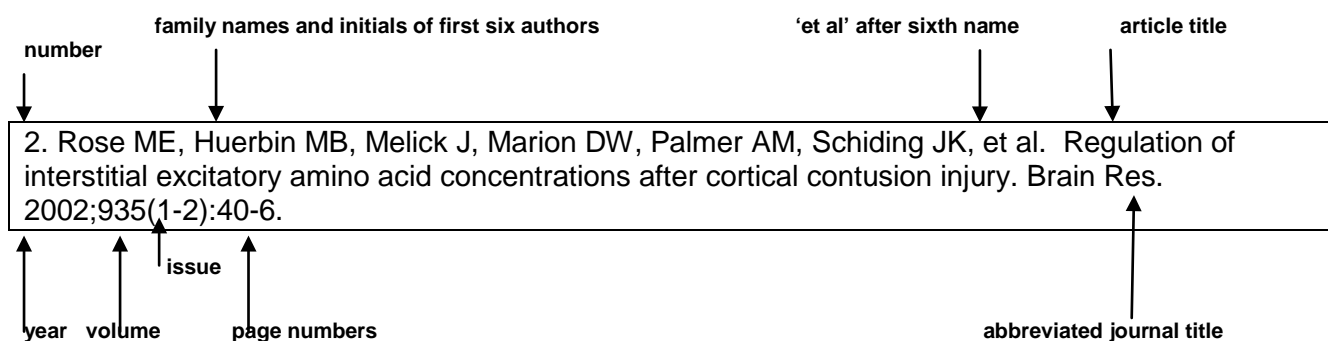 family names and initials of first six authors ‘et al’ after sixth name article title
number
2. Rose ME, Huerbin MB, Melick J, Marion DW, Palmer AM, Schiding JK, et al.  Regulation of
interstitial excitatory amino acid concentrations after cortical contusion injury. Brain Res.
2002;935(1-2):40-6.
issue
year volume page numbers abbreviated journal title